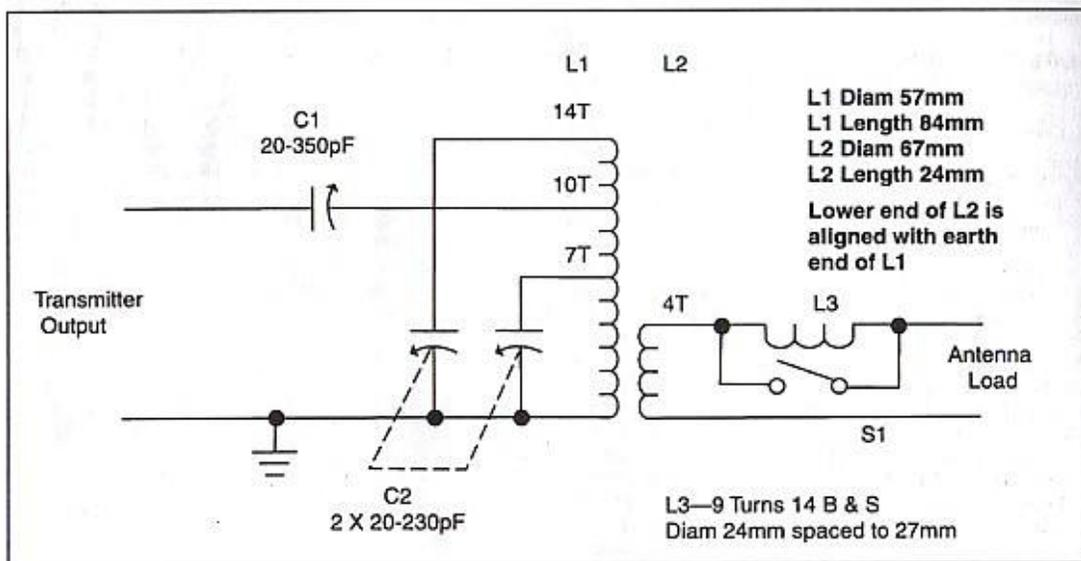 L1
L2
14T
C1
20-350pF
10T
7T
L1 Diam 57mm
L1 Length 84mm
L2 Diam 67mm
L2 Length 24mm
Lower end of L2 is
aligned with earth
end of L1
Transmitter
Output
4T
L3
Antenna
Load
S1
C2
2 X 20-230pF
L3—9 Turns 14 B & S
Diam 24mm spaced to 27mm